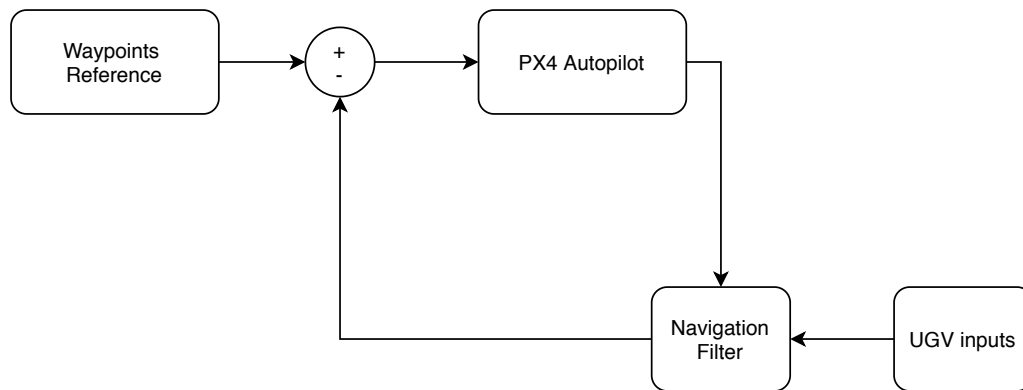 Waypoints
Reference
+
-
PX4 Autopilot
Navigation
Filter
UGV inputs